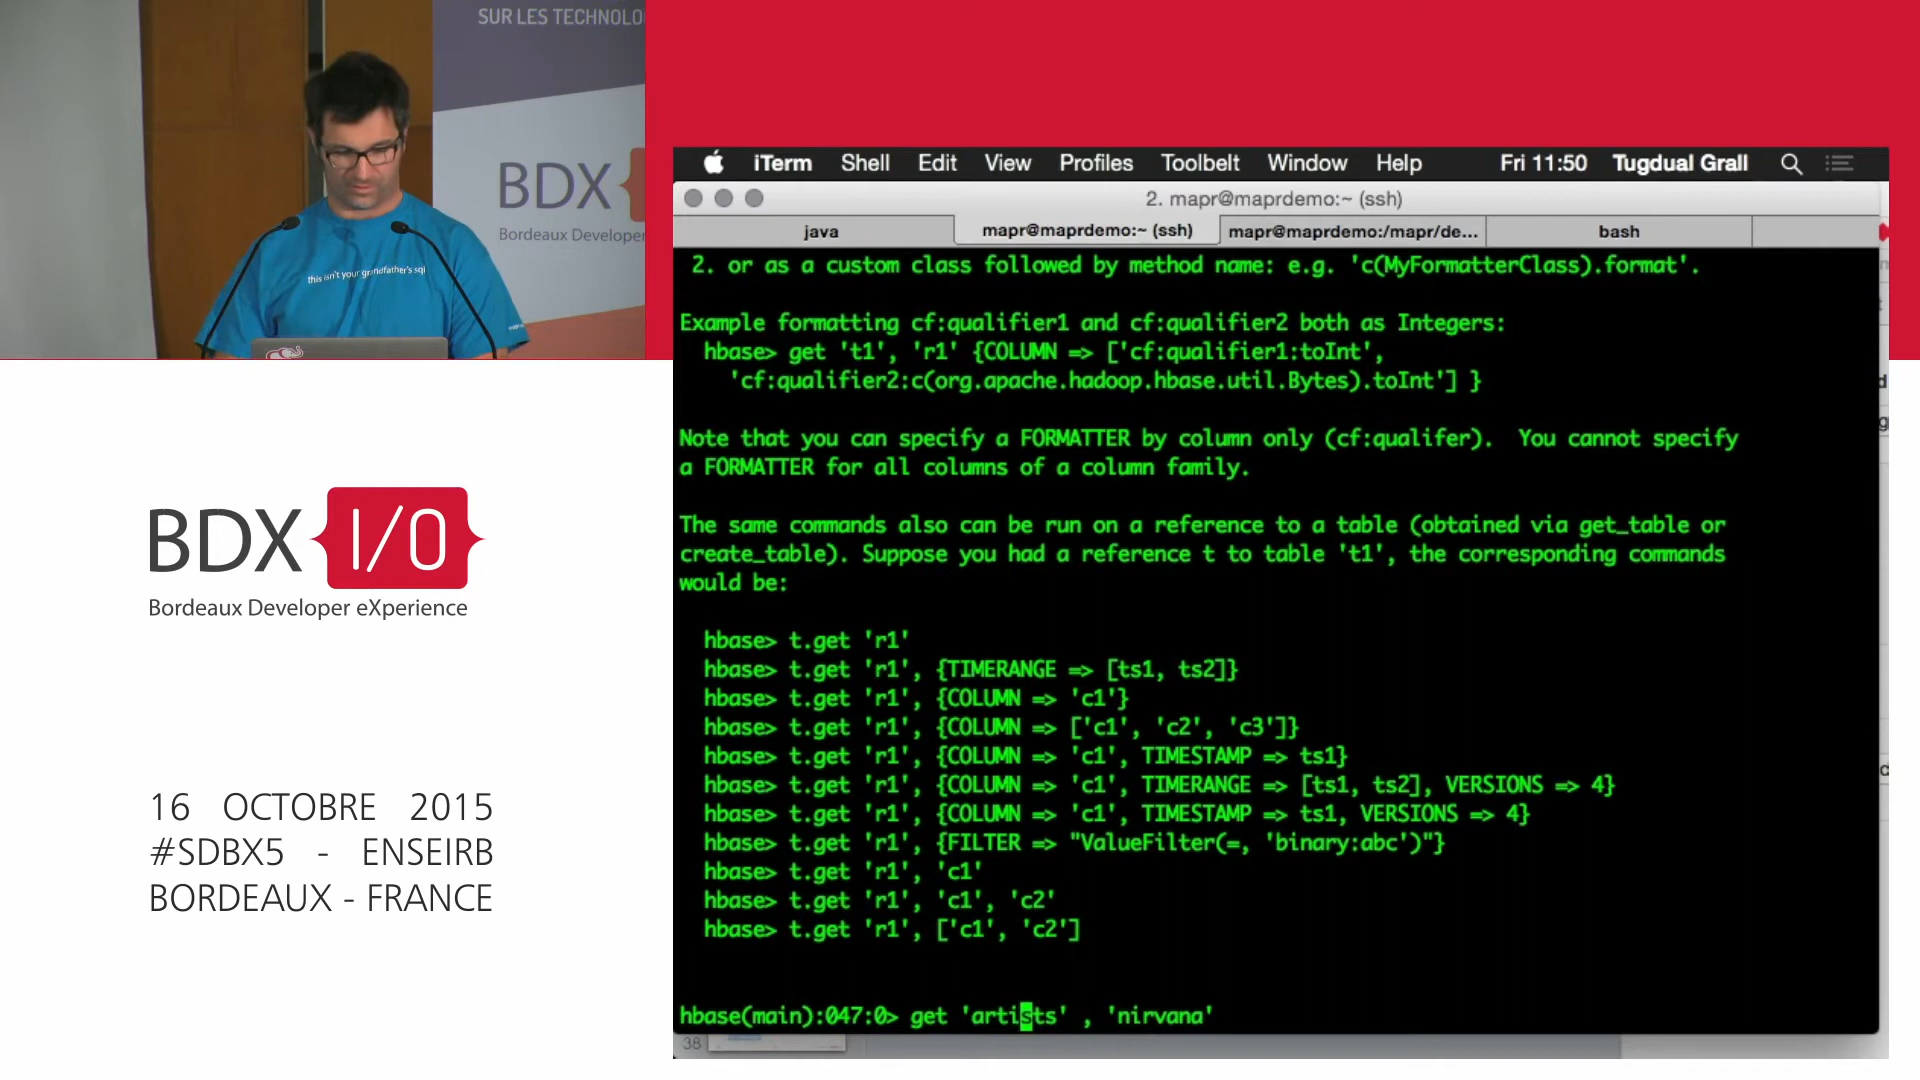 SUR LES TECHNOLO
BDX
Bordeaux Developer
this isn't your grandfather's sql
BDX I/O
Bordeaux Developer eXperience
16 OCTOBRE 2015
#SDBX5 - ENSEIRB
BORDEAUX - FRANCE
iTerm Shell Edit View Profiles Toolbelt Window Help Fri 11:50 Tugdual Grall
2. mapr@maprdemo:~ (ssh)
java mapr@maprdemo:~ (ssh) mapr@maprdemo:/mapr/de... bash
2. or as a custom class followed by method name: e.g. 'c(MyFormatterClass).format'.
Example formatting cf:qualifier1 and cf:qualifier2 both as Integers:
hbase> get 't1', 'r1' {COLUMN => ['cf:qualifier1:toInt',
'cf:qualifier2:c(org.apache.hadoop.hbase.util.Bytes).toInt'] }
Note that you can specify a FORMATTER by column only (cf:qualifer). You cannot specify
a FORMATTER for all columns of a column family.
The same commands also can be run on a reference to a table (obtained via get_table or
create_table). Suppose you had a reference t to table 't1', the corresponding commands
would be:
hbase> t.get 'r1'
hbase> t.get 'r1', {TIMERANGE => [ts1, ts2]}
hbase> t.get 'r1', {COLUMN => 'c1'}
hbase> t.get 'r1', {COLUMN => ['c1', 'c2', 'c3']}
hbase> t.get 'r1', {COLUMN => 'c1', TIMESTAMP => ts1}
hbase> t.get 'r1', {COLUMN => 'c1', TIMERANGE => [ts1, ts2], VERSIONS => 4}
hbase> t.get 'r1', {COLUMN => 'c1', TIMESTAMP => ts1, VERSIONS => 4}
hbase> t.get 'r1', {FILTER => "ValueFilter(=, 'binary:abc')"}
hbase> t.get 'r1', 'c1'
hbase> t.get 'r1', 'c1', 'c2'
hbase> t.get 'r1', ['c1', 'c2']
hbase(main):047:0> get 'artists' , 'nirvana'
38